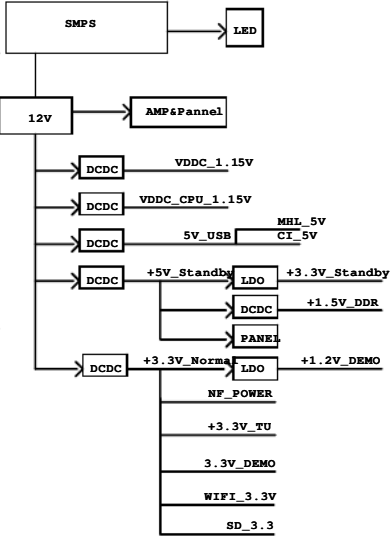 SMPS
LED
12V
AMP&Pannel
DCDC
VDDC_1.15V
DCDC
VDDC_CPU_1.15V
MHL_5V
DCDC
5V_USB
CI_5V
DCDC
+5V_Standby
LDO
+3.3V_Standby
DCDC
+1.5V_DDR
PANEL
DCDC
+3.3V_Normal
LDO
+1.2V_DEMO
NF_POWER
+3.3V_TU
3.3V_DEMO
WIFI_3.3V
SD_3.3